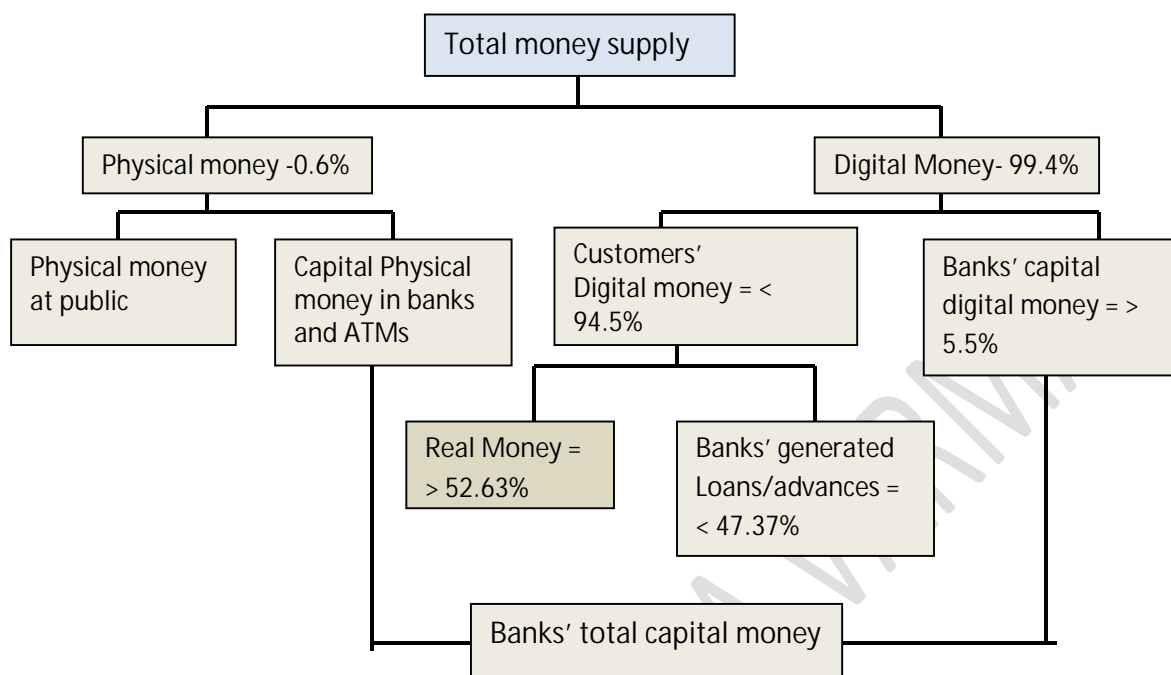 Total money supply
Physical money -0.6%
Digital Money- 99.4%
Physical money
at public
Capital Physical
money in banks
and ATMs
Customers’
Digital money = <
94.5%
Banks’ capital
digital money = >
5.5%
Real Money =
> 52.63%
Banks’ generated
Loans/advances =
< 47.37%
Banks’ total capital money